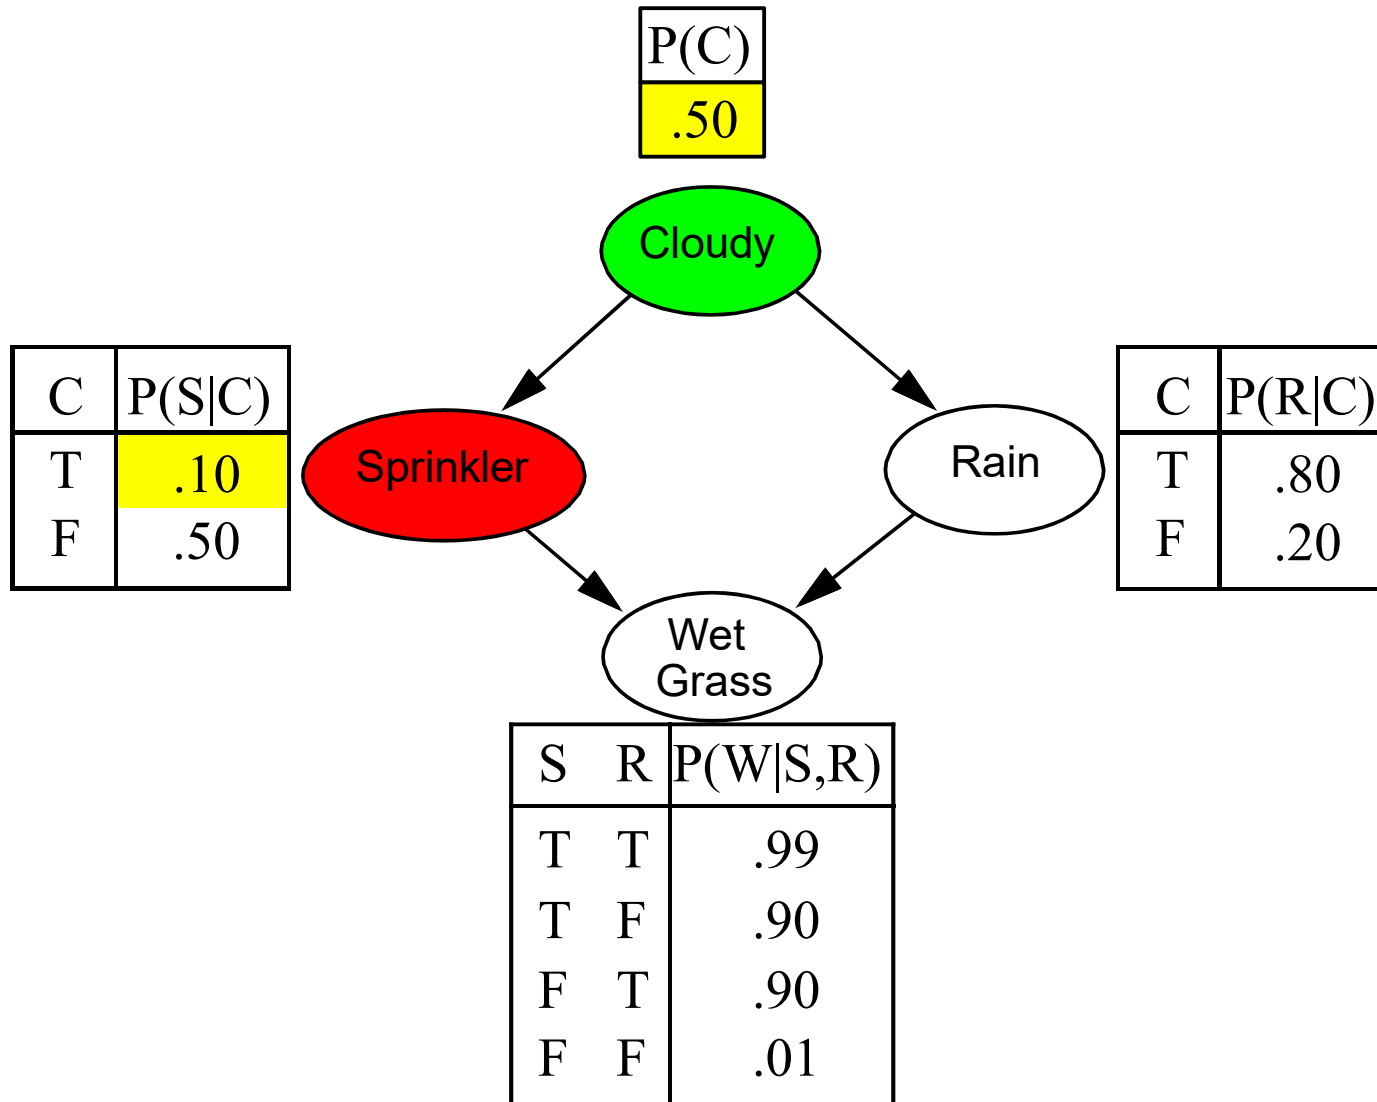 P(C)
.50
Cloudy
C P(S|C)
T .10
F .50
Sprinkler
Rain
C P(R|C)
T .80
F .20
Wet
Grass
S R P(W|S,R)
T T .99
T F .90
F T .90
F F .01